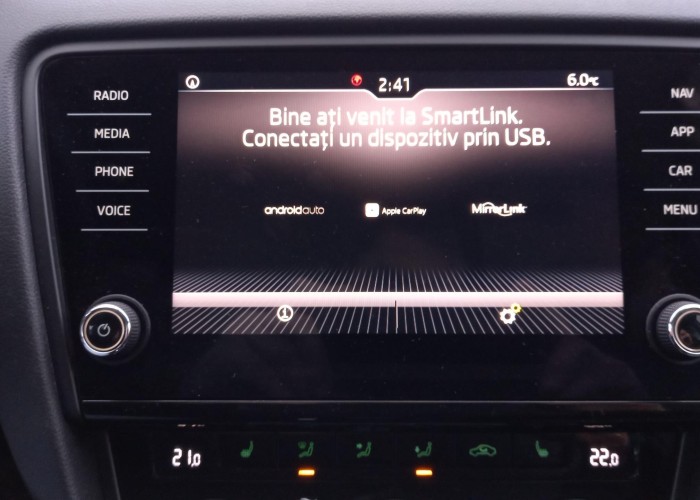 2:41
6.0°C
RADIO
NAV
Bine ați venit la SmartLink.
Conectați un dispozitiv prin USB.
MEDIA
APP
PHONE
CAR
VOICE
androidauto
Apple CarPlay
MirrorLink
MENU
1
21.0
22.0